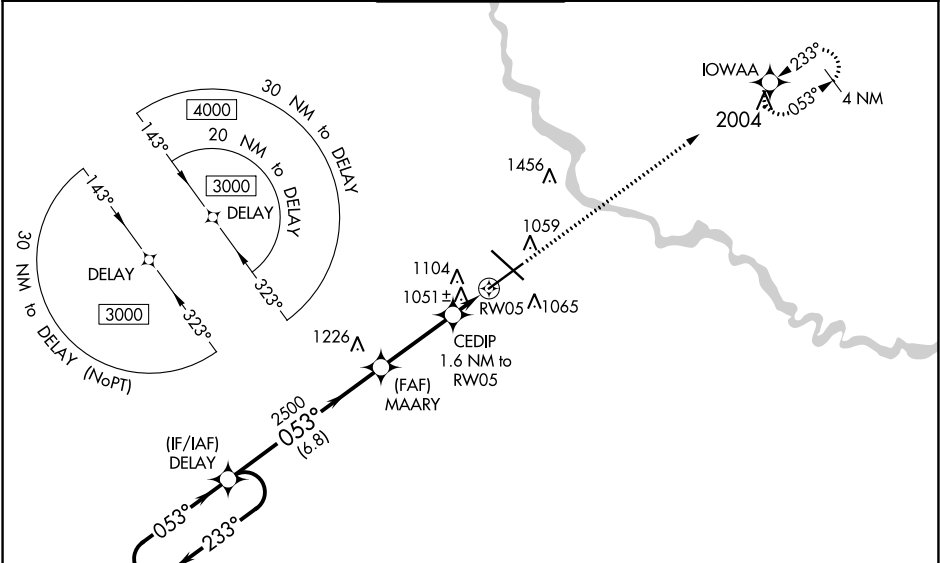 30 NM to DELAY
4000
20 NM to DELAY
3000
143°
DELAY
323°
143°
DELAY
3000
323°
30 NM to DELAY (NoPT)
IOWAA
233°
053°
4 NM
2004
1456
1059
1104
1051±
RW05
1065
CEDIP
1.6 NM to
RW05
1226
(FAF)
MAARY
2500
053°
(6.8)
(IF/IAF)
DELAY
053°
233°